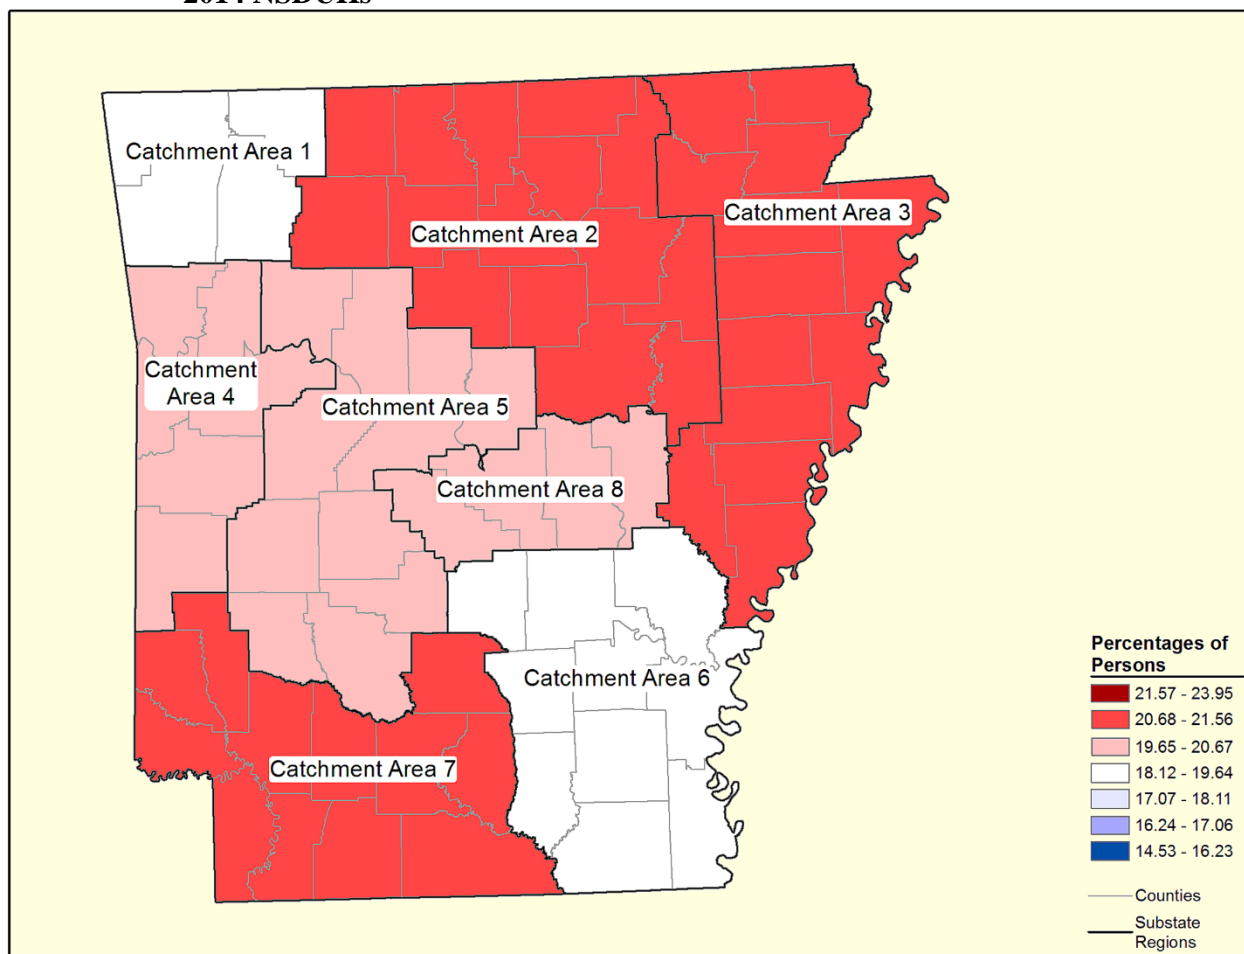 2014 NSDUHs
Catchment Area 1
Catchment Area 2
Catchment Area 3
Catchment
Area 4
Catchment Area 5
Catchment Area 8
Catchment Area 6
Catchment Area 7
Percentages of
Persons
21.57 - 23.95
20.68 - 21.56
19.65 - 20.67
18.12 - 19.64
17.07 - 18.11
16.24 - 17.06
14.53 - 16.23
Counties
Substate
Regions